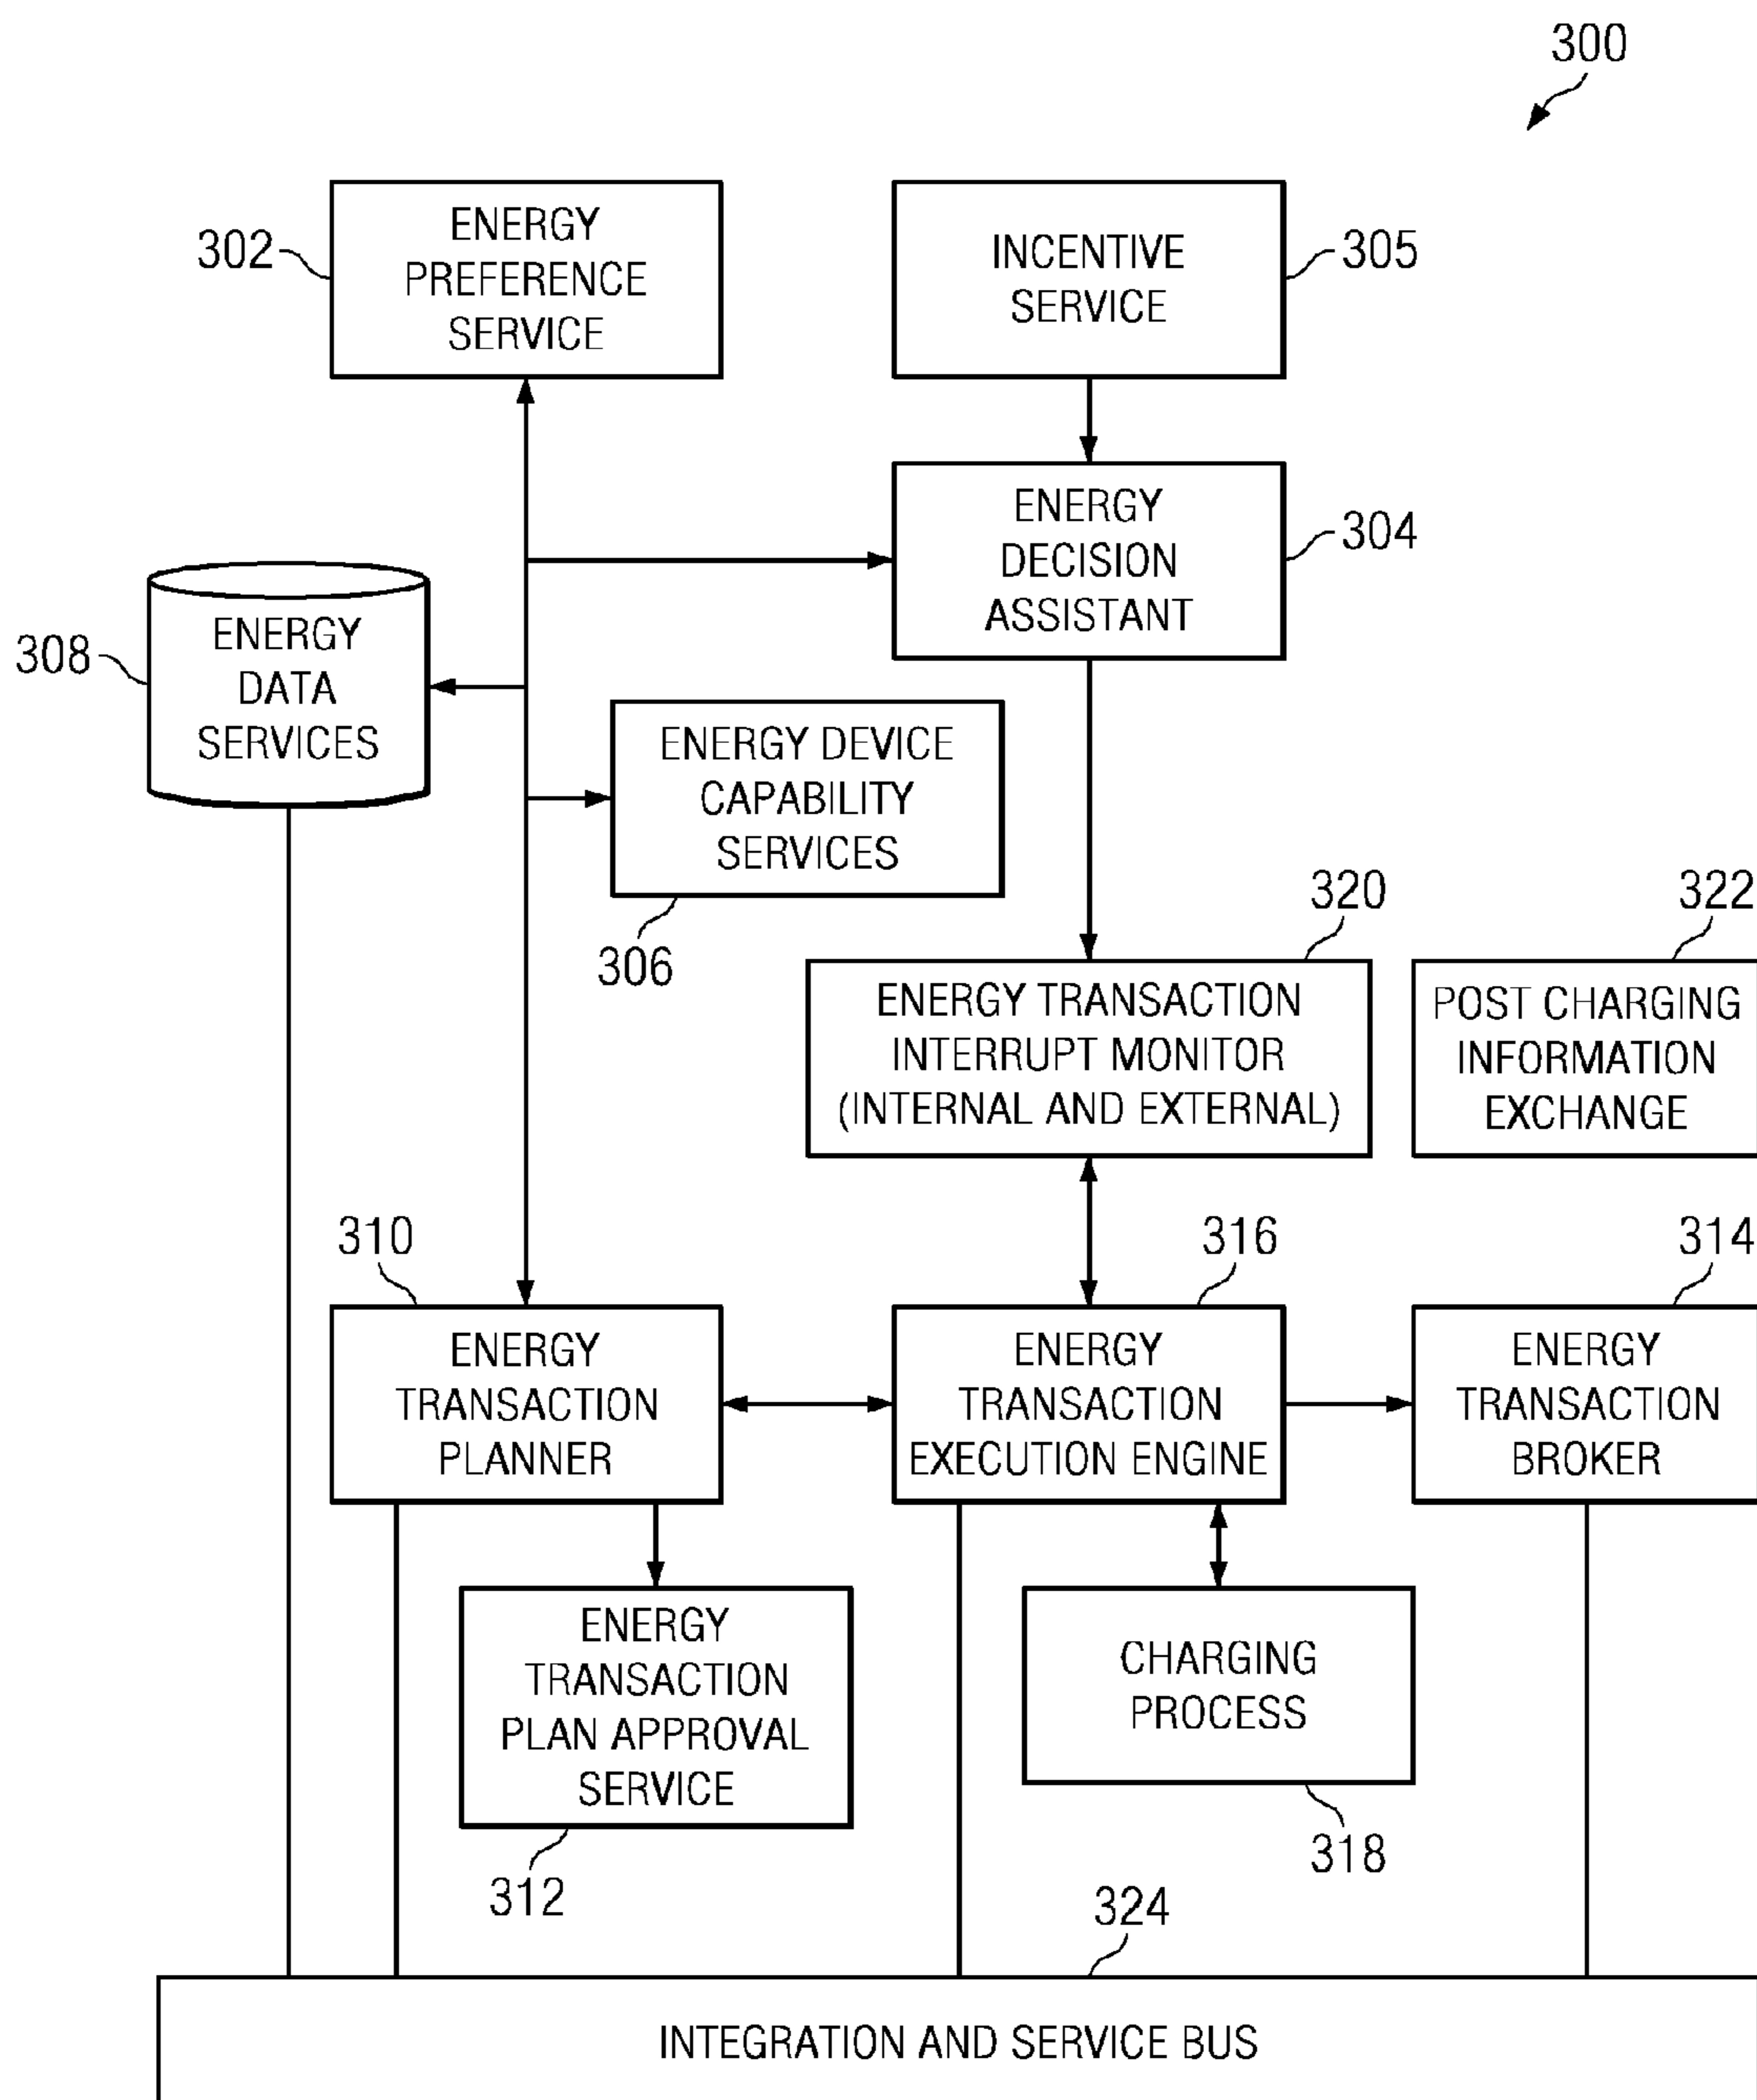 300
302
ENERGY
PREFERENCE
SERVICE
INCENTIVE
SERVICE
305
ENERGY
DECISION
ASSISTANT
304
308
ENERGY
DATA
SERVICES
ENERGY DEVICE
CAPABILITY
SERVICES
306
320
ENERGY TRANSACTION
INTERRUPT MONITOR
(INTERNAL AND EXTERNAL)
322
POST CHARGING
INFORMATION
EXCHANGE
310
ENERGY
TRANSACTION
PLANNER
316
ENERGY
TRANSACTION
EXECUTION ENGINE
314
ENERGY
TRANSACTION
BROKER
ENERGY
TRANSACTION
PLAN APPROVAL
SERVICE
312
CHARGING
PROCESS
318
324
INTEGRATION AND SERVICE BUS